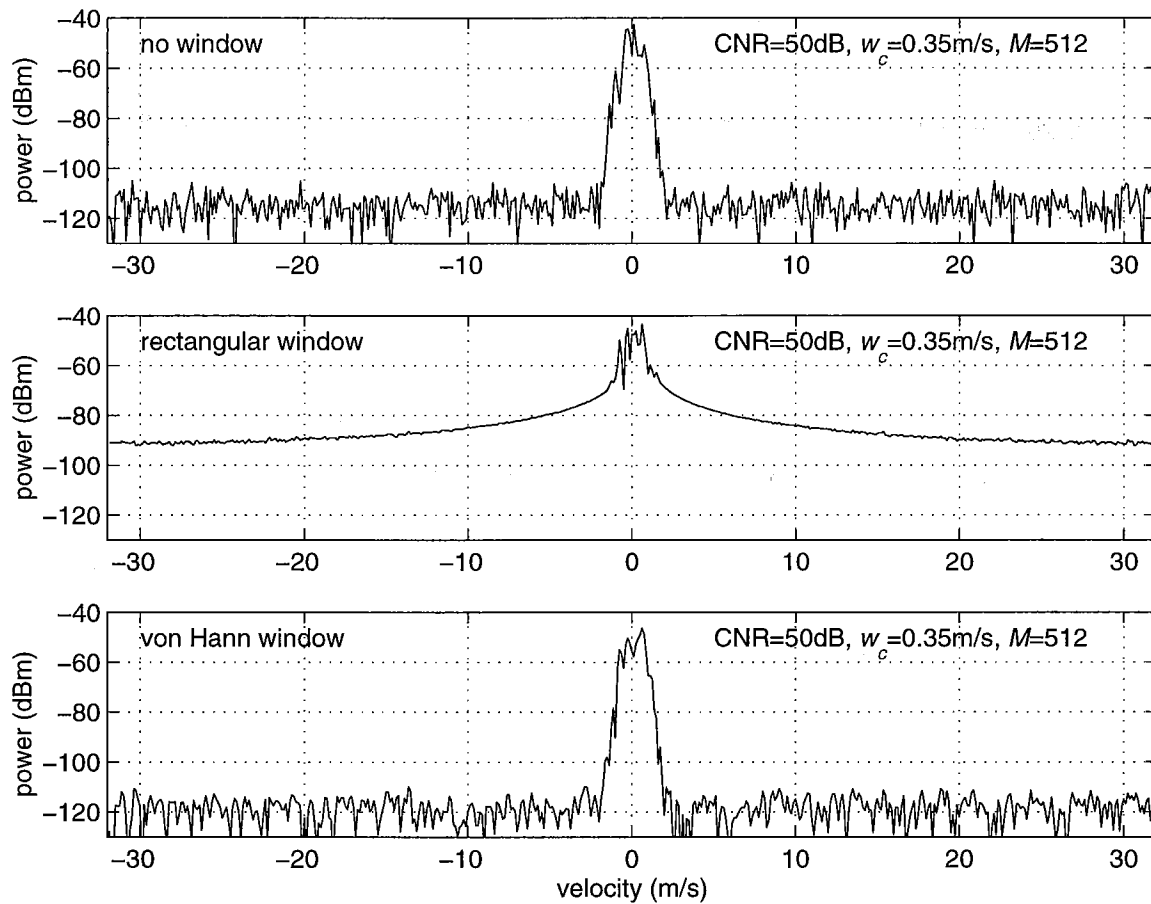 no window
CNR=50dB, w_c=0.35m/s, M=512
power (dBm)
−40
−60
−80
−100
−120
−30 −20 −10 0 10 20 30
rectangular window
CNR=50dB, w_c=0.35m/s, M=512
power (dBm)
−40
−60
−80
−100
−120
−30 −20 −10 0 10 20 30
von Hann window
CNR=50dB, w_c=0.35m/s, M=512
power (dBm)
−40
−60
−80
−100
−120
−30 −20 −10 0 10 20 30
velocity (m/s)